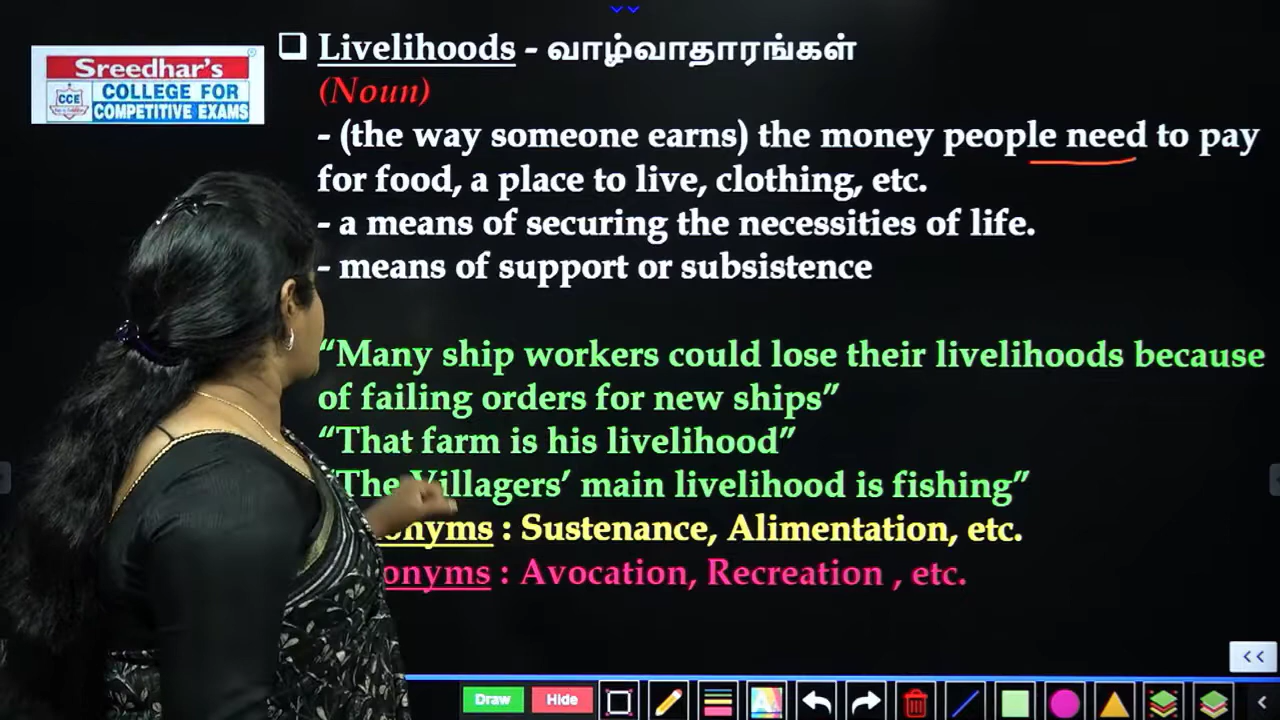 Sreedhar's
CCE
COLLEGE FOR
COMPETITIVE EXAMS
Livelihoods - வாழ்வாதாரங்கள்
(Noun)
- (the way someone earns) the money people need to pay
for food, a place to live, clothing, etc.
- a means of securing the necessities of life.
- means of support or subsistence
“Many ship workers could lose their livelihoods because
of failing orders for new ships”
“That farm is his livelihood”
“The Villagers’ main livelihood is fishing”
onyms : Sustenance, Alimentation, etc.
onyms : Avocation, Recreation , etc.
<<
Draw Hide